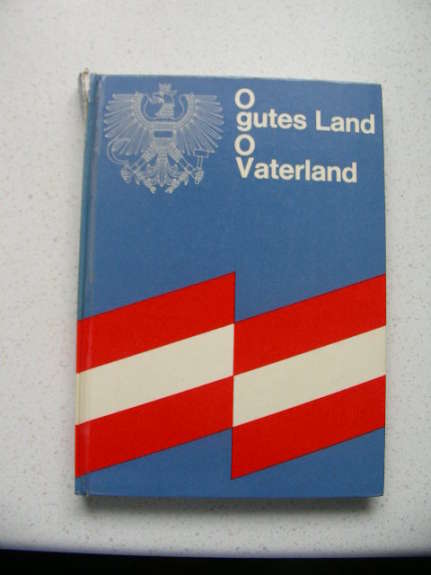 O
gutes Land
O
Vaterland